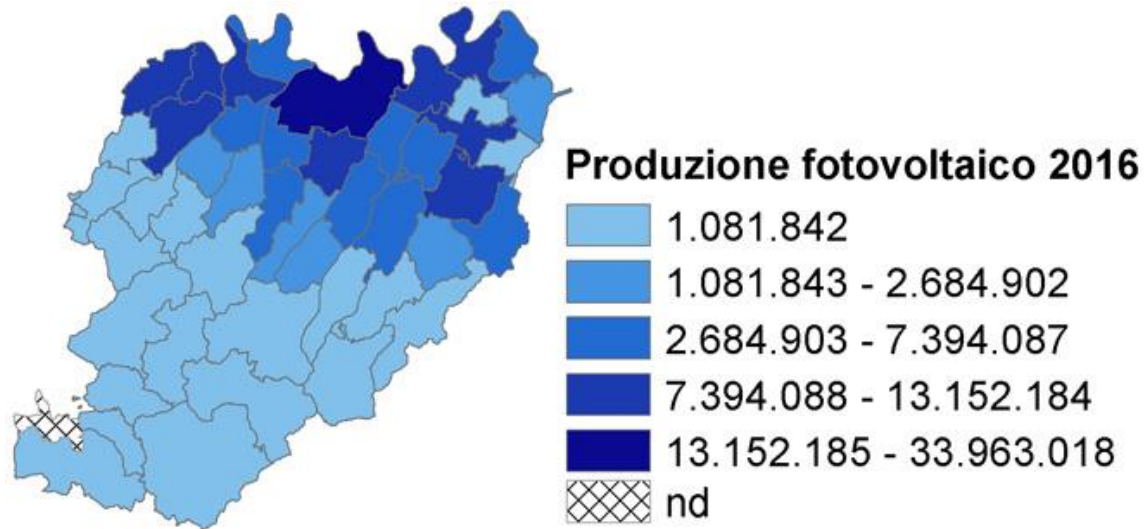 Produzione fotovoltaico 2016
1.081.842
1.081.843 - 2.684.902
2.684.903 - 7.394.087
7.394.088 - 13.152.184
13.152.185 - 33.963.018
nd